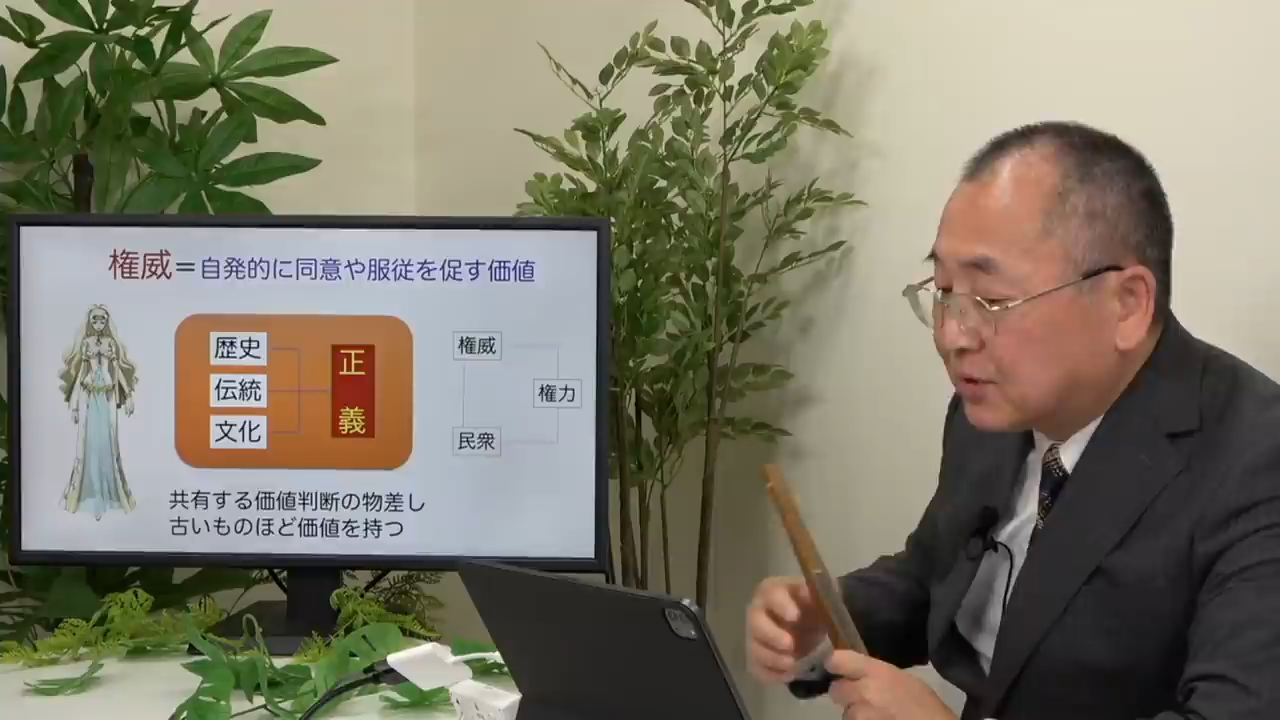 権威＝自発的に同意や服従を促す価値
歴史
伝統
文化
正義
権威
権力
民衆
共有する価値判断の物差し
古いものほど価値を持つ